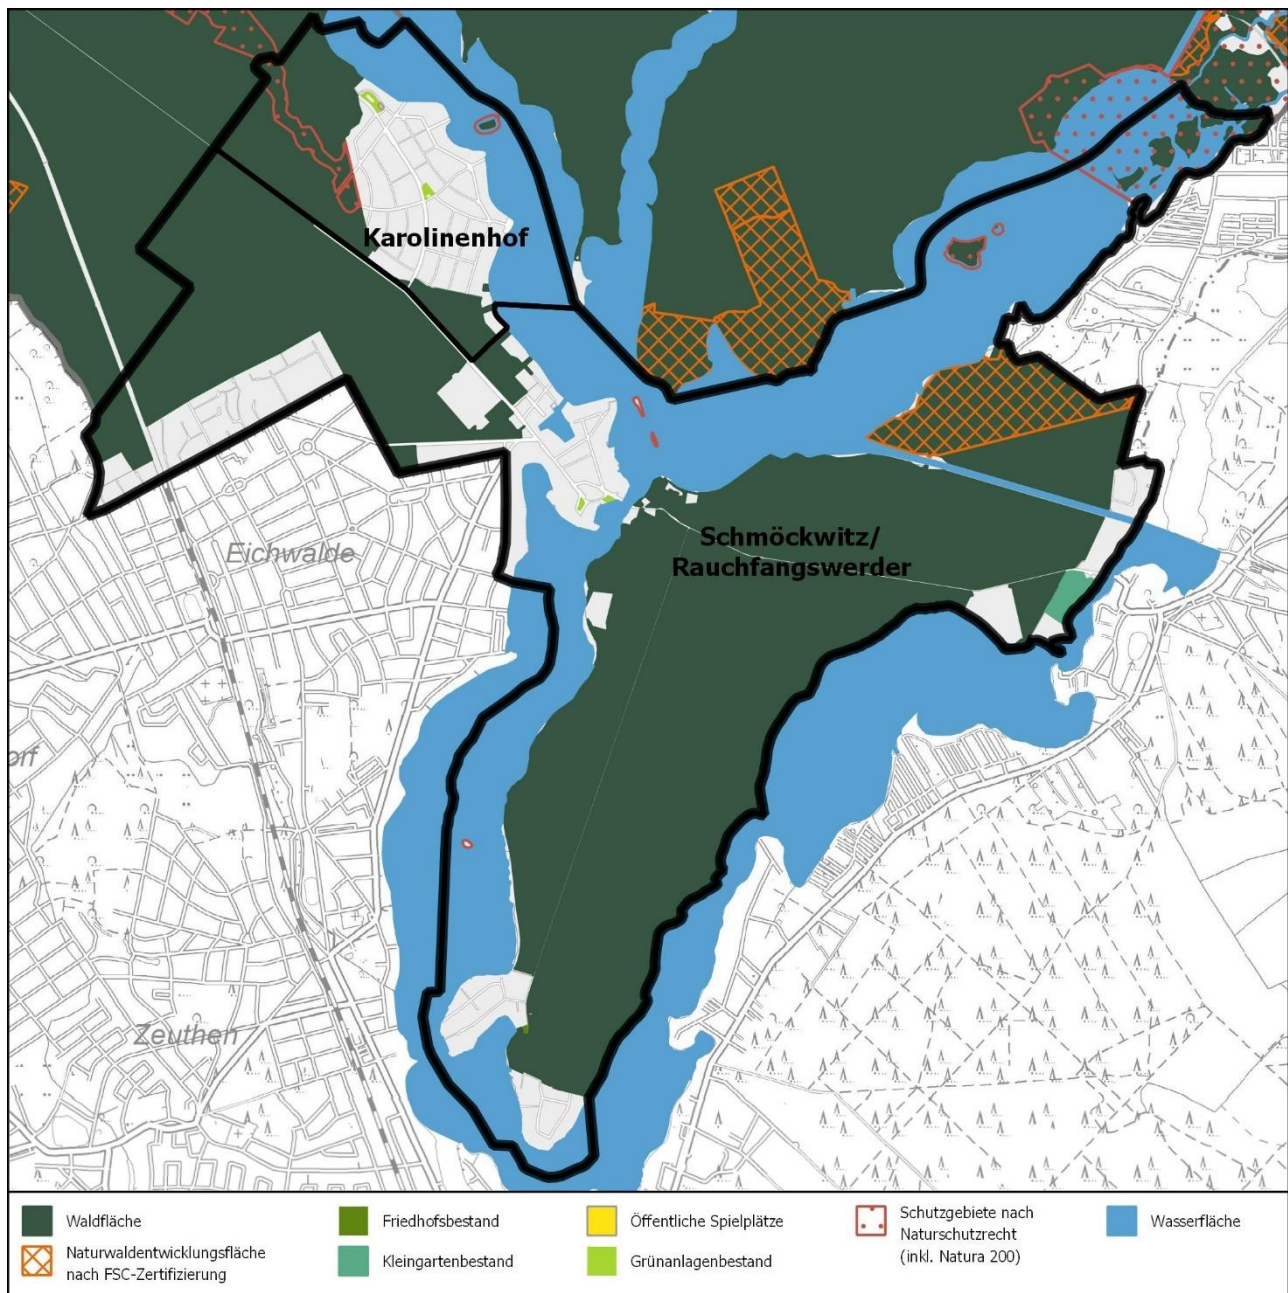 Karolinenhof
Schmöckwitz/
Rauchfangswerder
Eichwalde
orf
Zeuthen
Waldfläche
Naturwaldentwicklungsfläche
nach FSC-Zertifizierung
Friedhofsbestand
Kleingartenbestand
Öffentliche Spielplätze
Grünanlagenbestand
Schutzgebiete nach
Naturschutzrecht
(inkl. Natura 200)
Wasserfläche